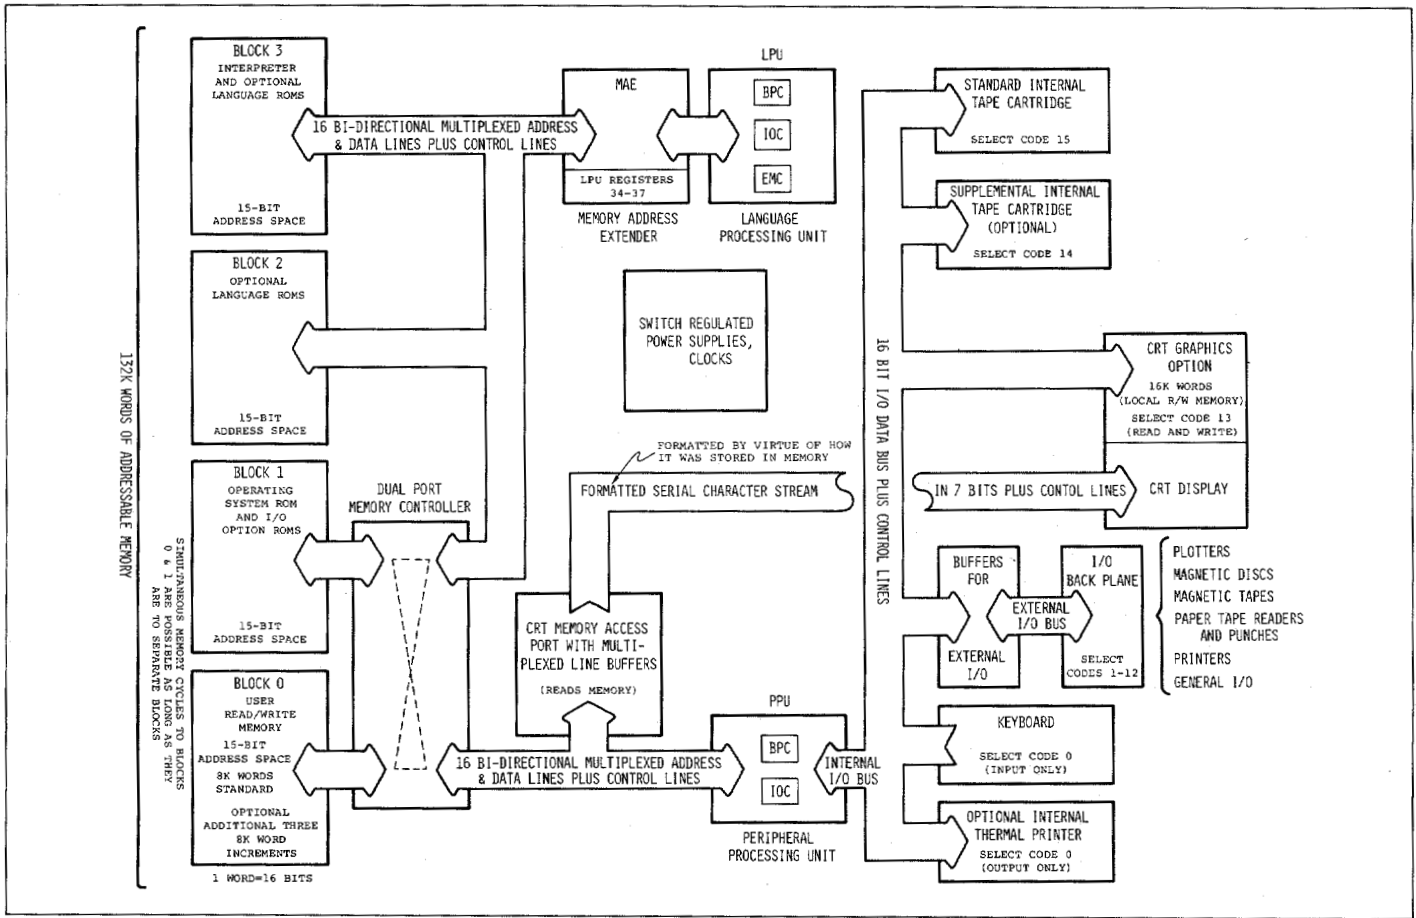 132K WORDS OF ADDRESSABLE MEMORY
BLOCK 3
INTERPRETER
AND OPTIONAL
LANGUAGE ROMS
15-BIT
ADDRESS SPACE
BLOCK 2
OPTIONAL
LANGUAGE ROMS
15-BIT
ADDRESS SPACE
BLOCK 1
OPERATING
SYSTEM ROM
AND I/O
OPTION ROMS
15-BIT
ADDRESS SPACE
BLOCK 0
USER
READ/WRITE
MEMORY
15-BIT
ADDRESS SPACE
8K WORDS
STANDARD
OPTIONAL
ADDITIONAL THREE
8K WORD
INCREMENTS
1 WORD=16 BITS
SIMULTANEOUS MEMORY CYCLES TO BLOCKS
0 & 1 ARE POSSIBLE AS LONG AS THEY
ARE TO SEPARATE BLOCKS
16 BI-DIRECTIONAL MULTIPLEXED ADDRESS
& DATA LINES PLUS CONTROL LINES
DUAL PORT
MEMORY CONTROLLER
MAE
LPU REGISTERS
34-37
MEMORY ADDRESS
EXTENDER
LPU
BPC
IOC
EMC
LANGUAGE
PROCESSING UNIT
SWITCH REGULATED
POWER SUPPLIES,
CLOCKS
FORMATTED BY VIRTUE OF HOW
IT WAS STORED IN MEMORY
FORMATTED SERIAL CHARACTER STREAM
CRT MEMORY ACCESS
PORT WITH MULTI-
PLEXED LINE BUFFERS
(READS MEMORY)
16 BI-DIRECTIONAL MULTIPLEXED ADDRESS
& DATA LINES PLUS CONTROL LINES
PPU
BPC
IOC
PERIPHERAL
PROCESSING UNIT
INTERNAL
I/O BUS
16 BIT I/O DATA BUS PLUS CONTROL LINES
STANDARD INTERNAL
TAPE CARTRIDGE
SELECT CODE 15
SUPPLEMENTAL INTERNAL
TAPE CARTRIDGE
(OPTIONAL)
SELECT CODE 14
CRT GRAPHICS
OPTION
16K WORDS
(LOCAL R/W MEMORY)
SELECT CODE 13
(READ AND WRITE)
IN 7 BITS PLUS CONTOL LINES
CRT DISPLAY
BUFFERS
FOR
EXTERNAL
I/O
EXTERNAL
I/O BUS
I/O
BACK PLANE
SELECT
CODES 1-12
PLOTTERS
MAGNETIC DISCS
MAGNETIC TAPES
PAPER TAPE READERS
AND PUNCHES
PRINTERS
GENERAL I/O
KEYBOARD
SELECT CODE 0
(INPUT ONLY)
OPTIONAL INTERNAL
THERMAL PRINTER
SELECT CODE 0
(OUTPUT ONLY)